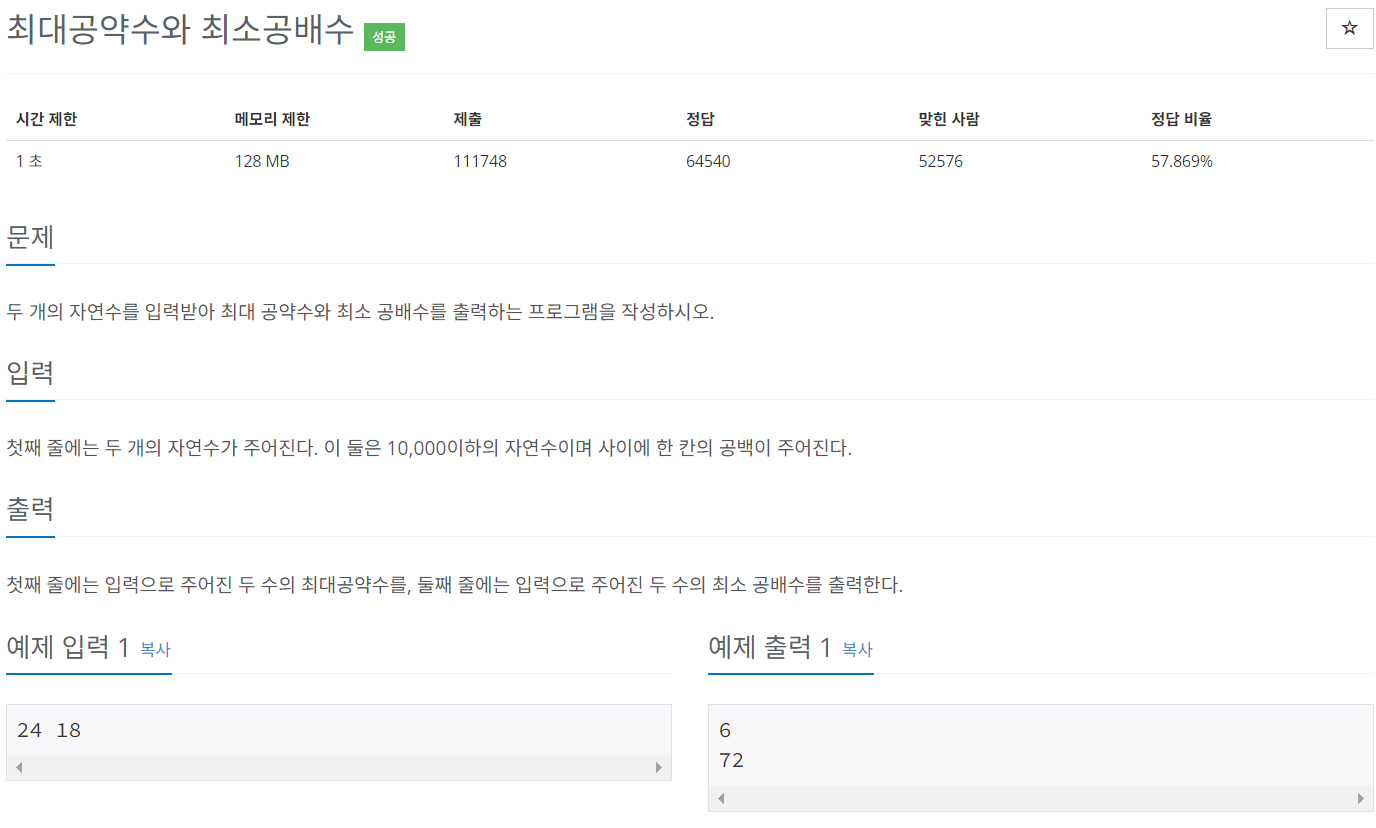 최대공약수와 최소공배수 성공
시간 제한 메모리 제한 제출 정답 맞힌 사람 정답 비율
1 초 128 MB 111748 64540 52576 57.869%
문제
두 개의 자연수를 입력받아 최대 공약수와 최소 공배수를 출력하는 프로그램을 작성하시오.
입력
첫째 줄에는 두 개의 자연수가 주어진다. 이 둘은 10,000이하의 자연수이며 사이에 한 칸의 공백이 주어진다.
출력
첫째 줄에는 입력으로 주어진 두 수의 최대공약수를, 둘째 줄에는 입력으로 주어진 두 수의 최소 공배수를 출력한다.
예제 입력 1 복사
24 18
예제 출력 1 복사
6
72